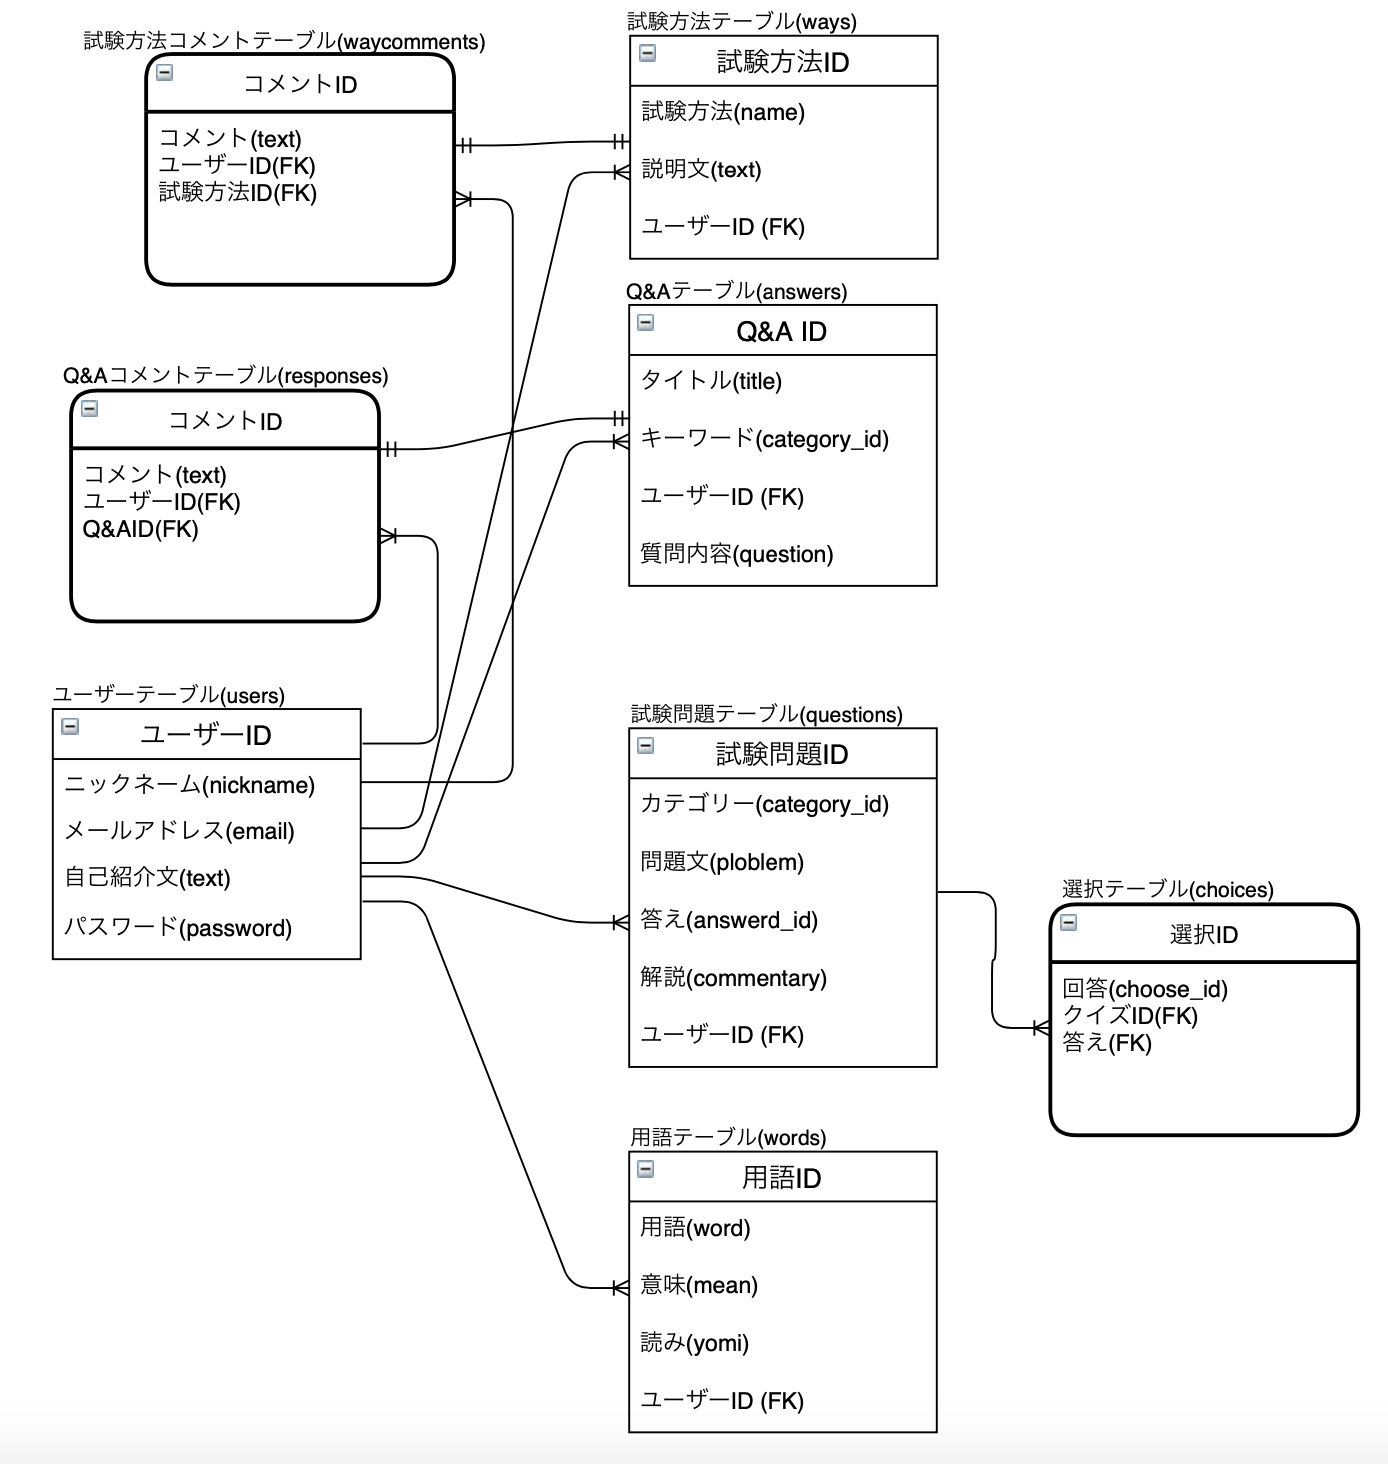 試験方法コメントテーブル(waycomments)
コメントID
コメント(text)
ユーザーID(FK)
試験方法ID(FK)
試験方法テーブル(ways)
試験方法ID
試験方法(name)
説明文(text)
ユーザーID (FK)
Q&Aテーブル(answers)
Q&A ID
タイトル(title)
キーワード(category_id)
ユーザーID (FK)
質問内容(question)
Q&Aコメントテーブル(responses)
コメントID
コメント(text)
ユーザーID(FK)
Q&AID(FK)
ユーザーテーブル(users)
ユーザーID
ニックネーム(nickname)
メールアドレス(email)
自己紹介文(text)
パスワード(password)
試験問題テーブル(questions)
試験問題ID
カテゴリー(category_id)
問題文(ploblem)
答え(answerd_id)
解説(commentary)
ユーザーID (FK)
選択テーブル(choices)
選択ID
回答(choose_id)
クイズID(FK)
答え(FK)
用語テーブル(words)
用語ID
用語(word)
意味(mean)
読み(yomi)
ユーザーID (FK)